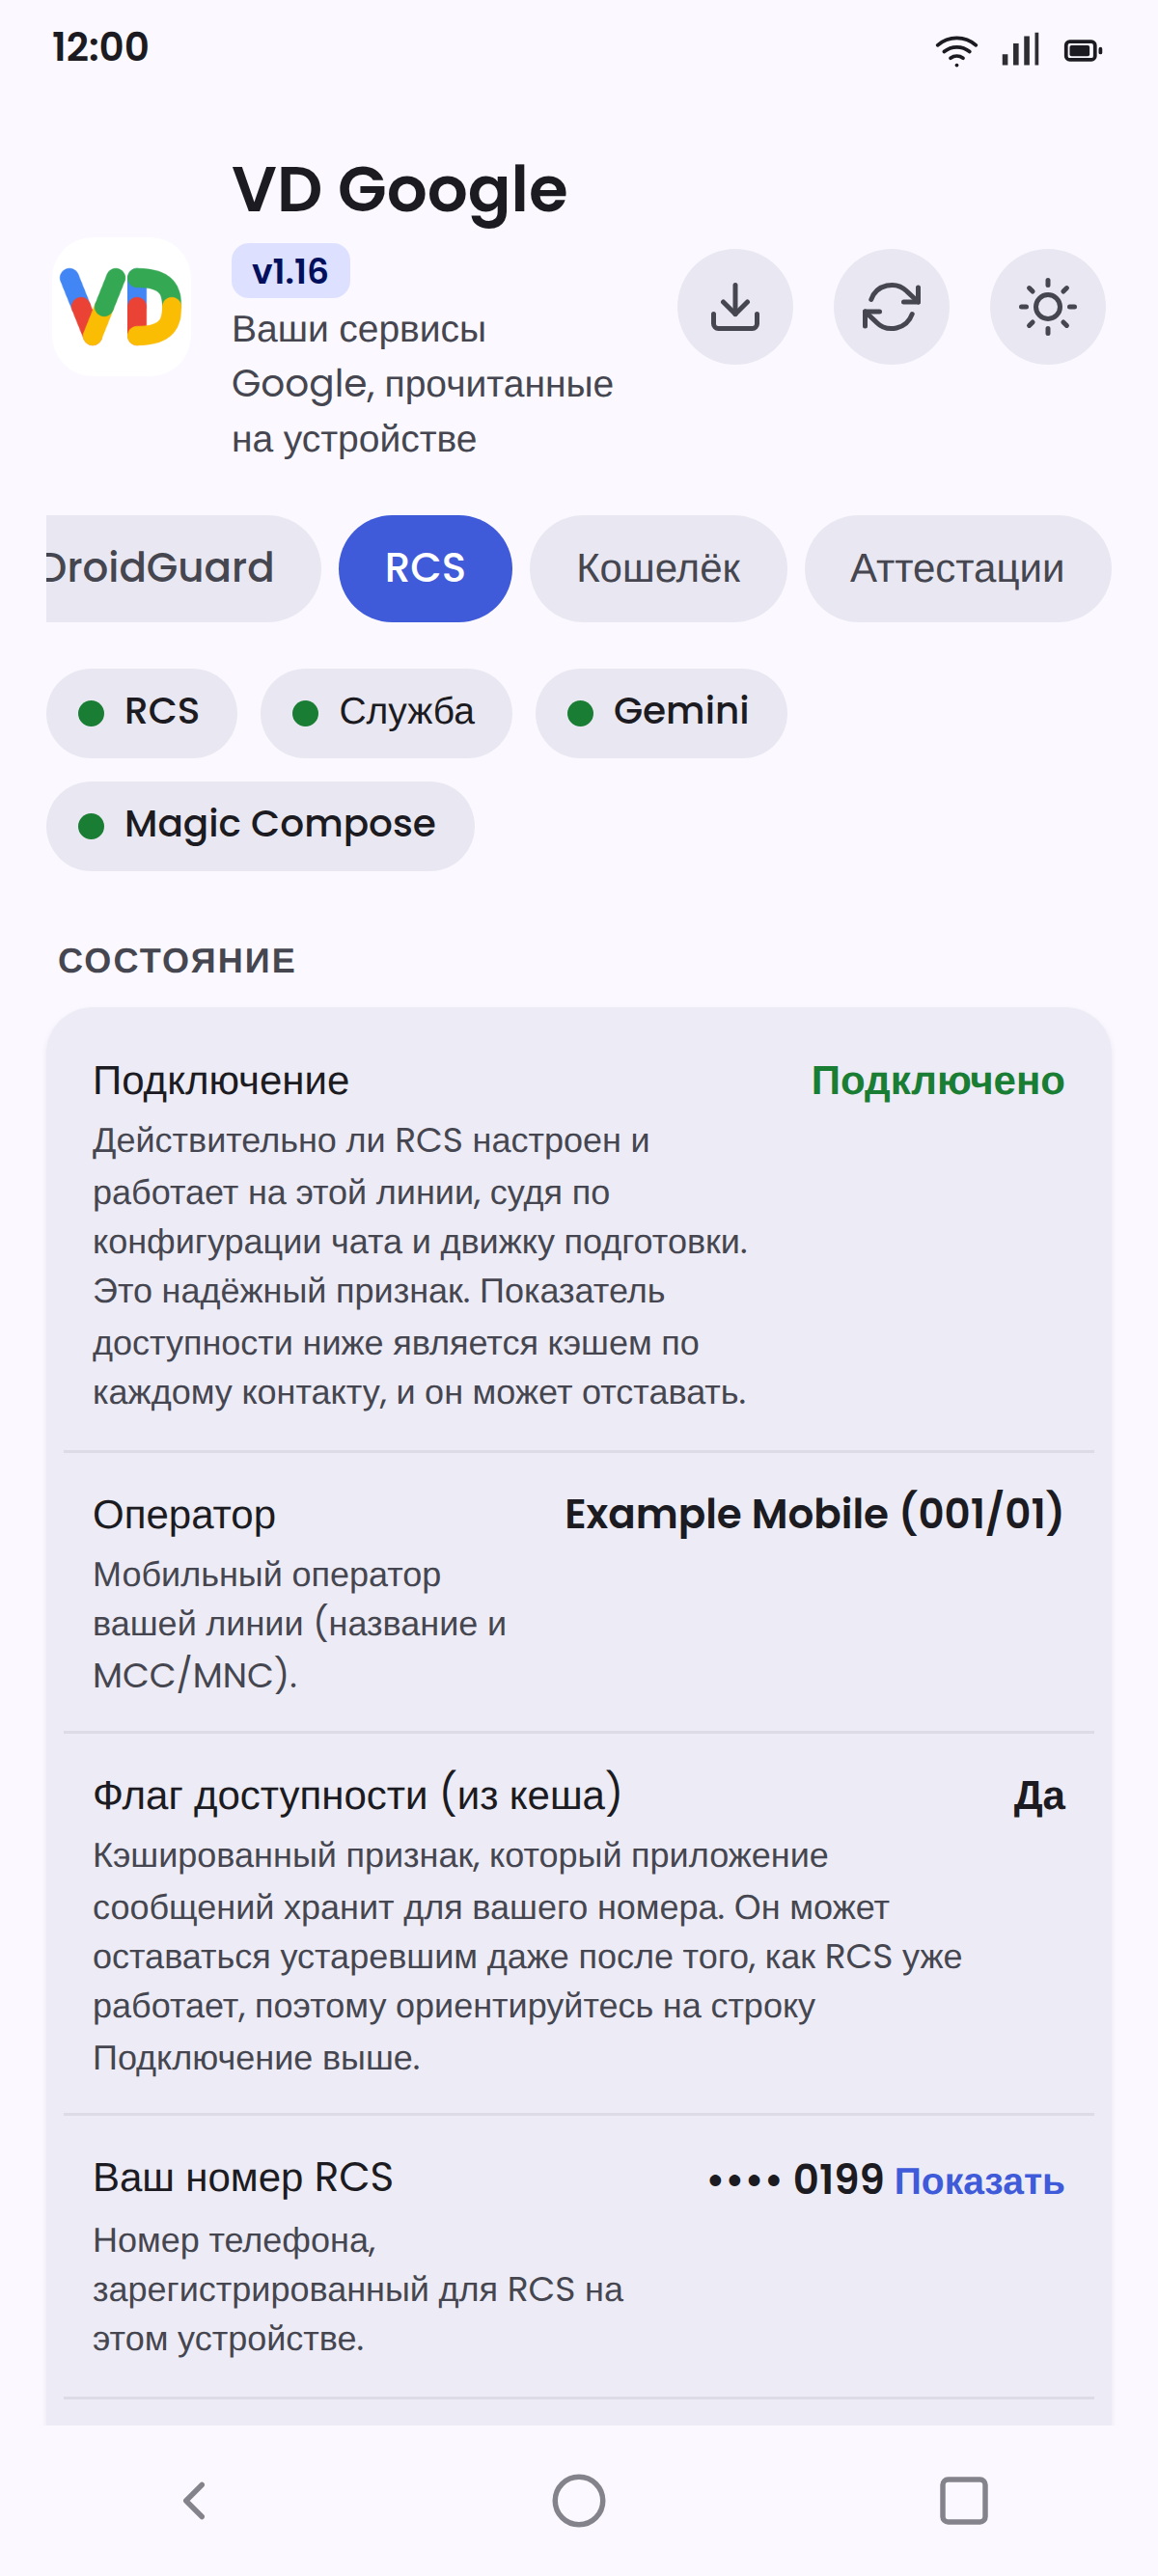 12:00
VD Google
VD
v1.16
Ваши сервисы
Google, прочитанные
на устройстве
DroidGuard
RCS
Кошелёк
Аттестации
RCS
Служба
Gemini
Magic Compose
СОСТОЯНИЕ
Подключение
Подключено
Действительно ли RCS настроен и
работает на этой линии, судя по
конфигурации чата и движку подготовки.
Это надёжный признак. Показатель
доступности ниже является кэшем по
каждому контакту, и он может отставать.
Оператор
Example Mobile (001/01)
Мобильный оператор
вашей линии (название и
MCC/MNC).
Флаг доступности (из кеша)
Да
Кэшированный признак, который приложение
сообщений хранит для вашего номера. Он может
оставаться устаревшим даже после того, как RCS уже
работает, поэтому ориентируйтесь на строку
Подключение выше.
Ваш номер RCS
•••• 0199 Показать
Номер телефона,
зарегистрированный для RCS на
этом устройстве.